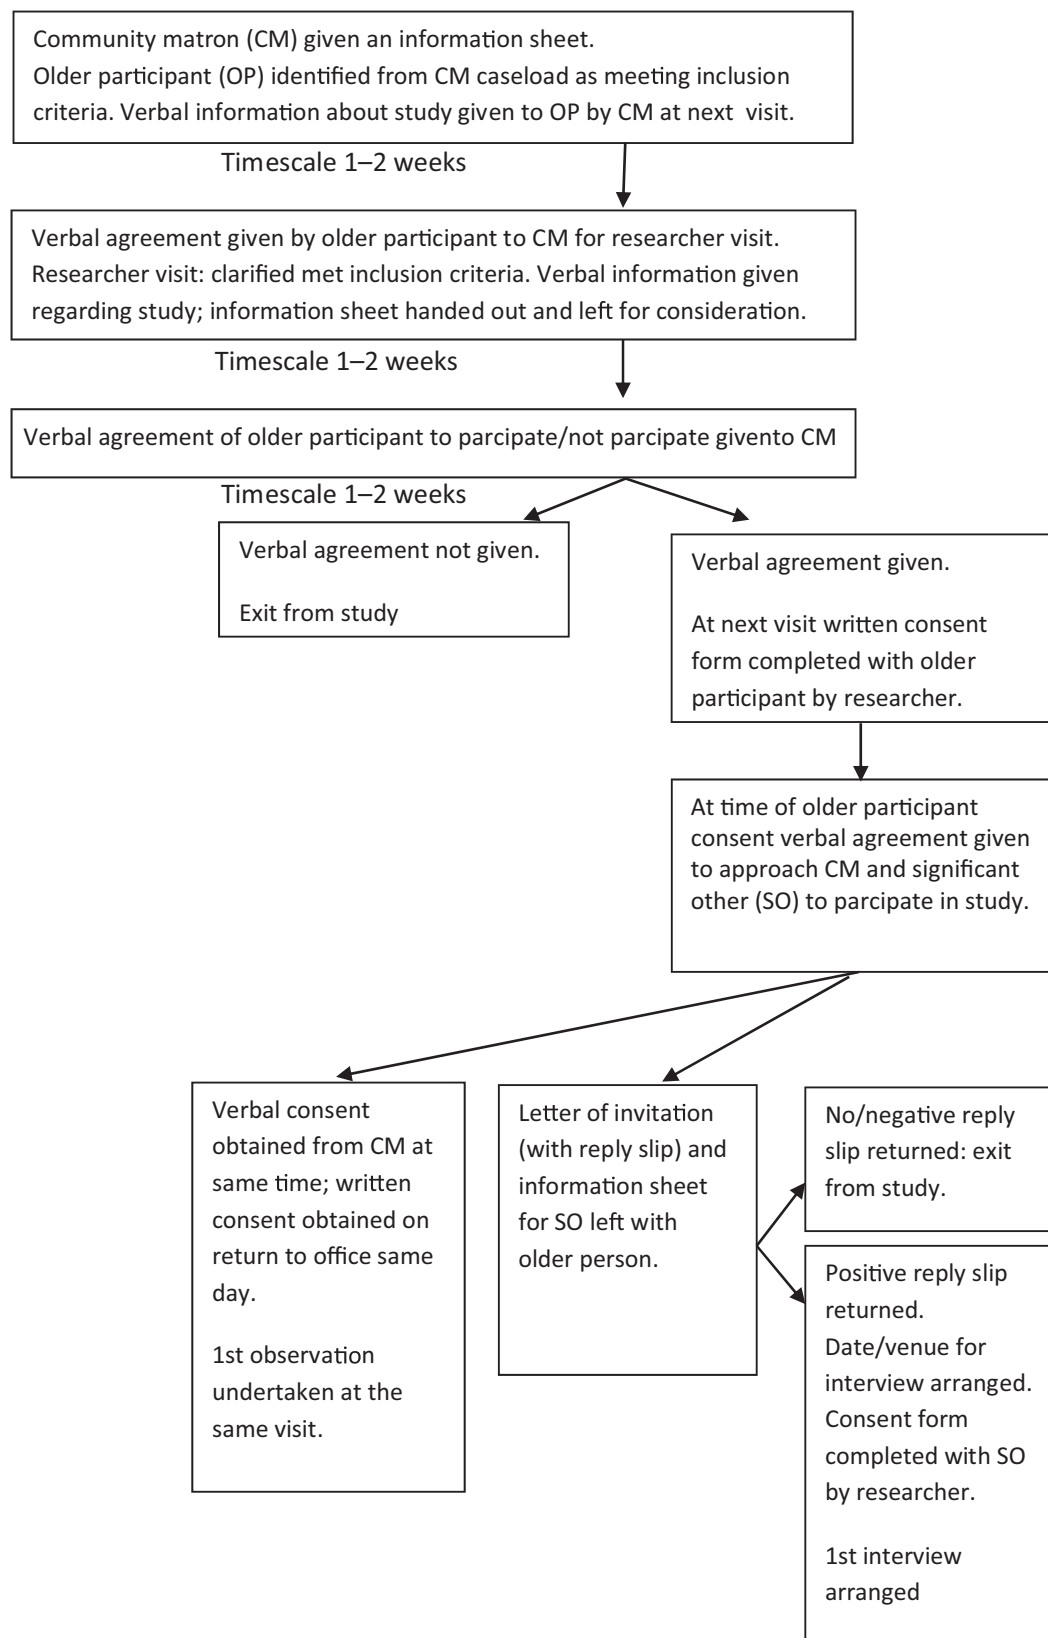 Community matron (CM) given an information sheet.
Older participant (OP) identified from CM caseload as meeting inclusion
criteria. Verbal information about study given to OP by CM at next visit.
Timescale 1–2 weeks
Verbal agreement given by older participant to CM for researcher visit.
Researcher visit: clarified met inclusion criteria. Verbal information given
regarding study; information sheet handed out and left for consideration.
Timescale 1–2 weeks
Verbal agreement of older participant to parcipate/not parcipate givento CM
Timescale 1–2 weeks
Verbal agreement not given.
Exit from study
Verbal agreement given.
At next visit written consent
form completed with older
participant by researcher.
At time of older participant
consent verbal agreement given
to approach CM and significant
other (SO) to parcipate in study.
Verbal consent
obtained from CM at
same time; written
consent obtained on
return to office same
day.
1st observation
undertaken at the
same visit.
Letter of invitation
(with reply slip) and
information sheet
for SO left with
older person.
No/negative reply
slip returned: exit
from study.
Positive reply slip
returned.
Date/venue for
interview arranged.
Consent form
completed with SO
by researcher.
1st interview
arranged